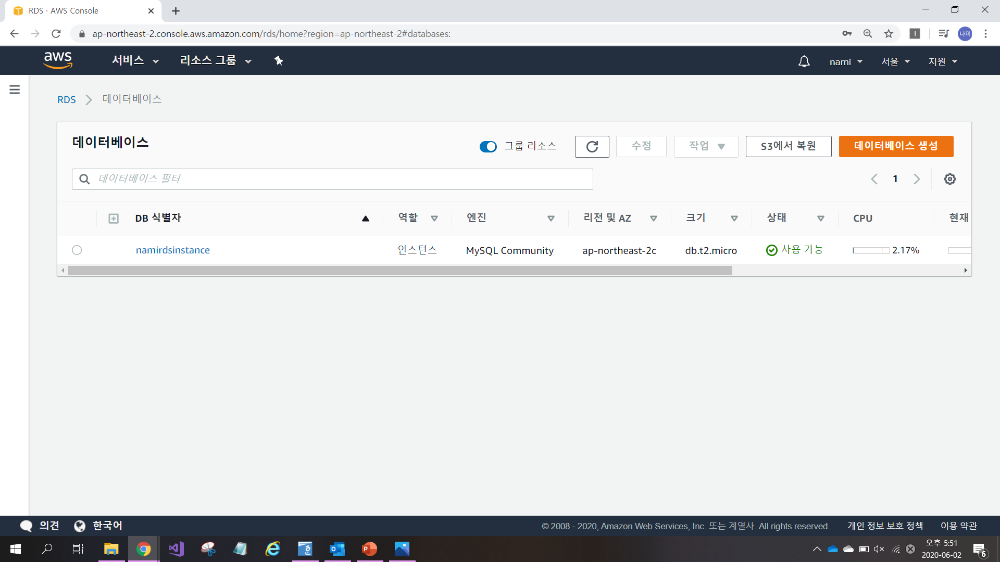 RDS · AWS Console
ap-northeast-2.console.aws.amazon.com/rds/home?region=ap-northeast-2#databases:
나미
aws 서비스 리소스 그룹 nami 서울 지원
RDS 데이터베이스
데이터베이스 그룹 리소스 수정 작업 S3에서 복원 데이터베이스 생성
데이터베이스 필터 1
DB 식별자 역할 엔진 리전 및 AZ 크기 상태 CPU 현재
namirdsinstance 인스턴스 MySQL Community ap-northeast-2c db.t2.micro 사용 가능 2.17%
의견 한국어 © 2008 - 2020, Amazon Web Services, Inc. 또는 계열사. All rights reserved. 개인 정보 보호 정책 이용 약관
오후 5:51
2020-06-02
6